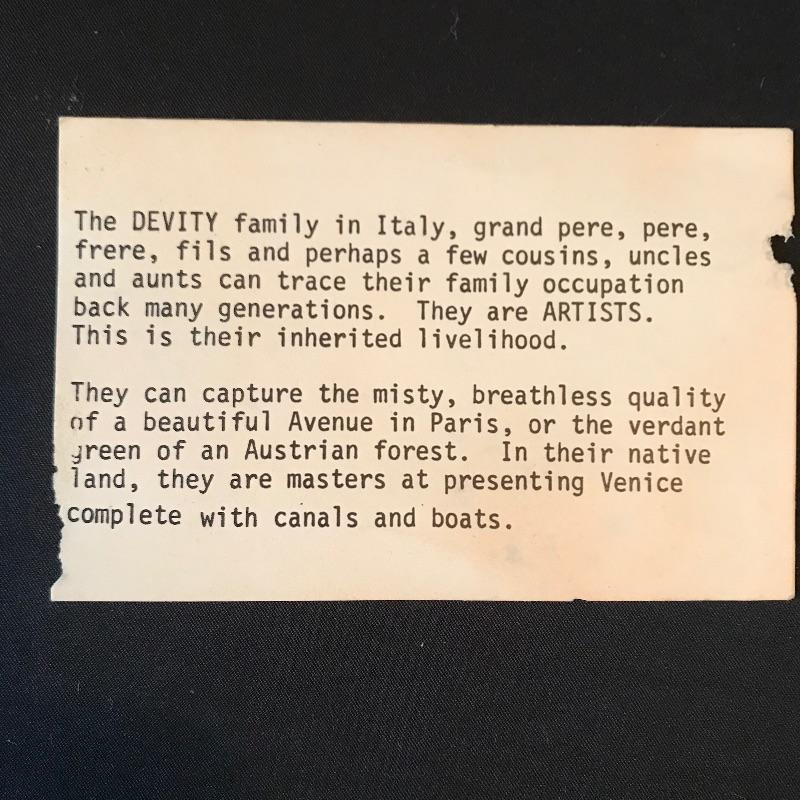 The DEVITY family in Italy, grand pere, pere,
frere, fils and perhaps a few cousins, uncles
and aunts can trace their family occupation
back many generations.  They are ARTISTS.
This is their inherited livelihood.

They can capture the misty, breathless quality
of a beautiful Avenue in Paris, or the verdant
green of an Austrian forest.  In their native
land, they are masters at presenting Venice
complete with canals and boats.